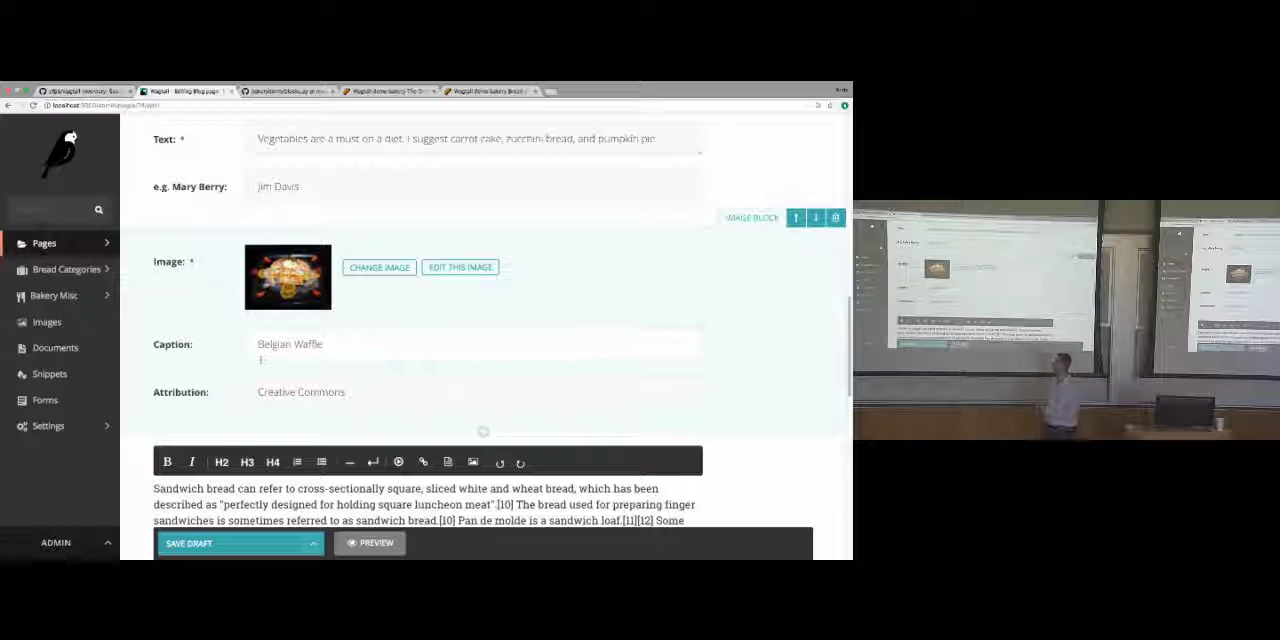 Wagtail - Editing Blog page
Text: *
Vegetables are a must on a diet. I suggest carrot cake, zucchini bread, and pumpkin pie.
e.g. Mary Berry:
Jim Davis
IMAGE BLOCK
Pages
Bread Categories
Bakery Misc
Images
Documents
Snippets
Forms
Settings
Image: *
CHANGE IMAGE
EDIT THIS IMAGE
Caption:
Belgian Waffle
Attribution:
Creative Commons
B I H2 H3 H4
Sandwich bread can refer to cross-sectionally square, sliced white and wheat bread, which has been
described as "perfectly designed for holding square luncheon meat".[10] The bread used for preparing finger
sandwiches is sometimes referred to as sandwich bread.[10] Pan de molde is a sandwich loaf.[11][12] Some
ADMIN
SAVE DRAFT
PREVIEW